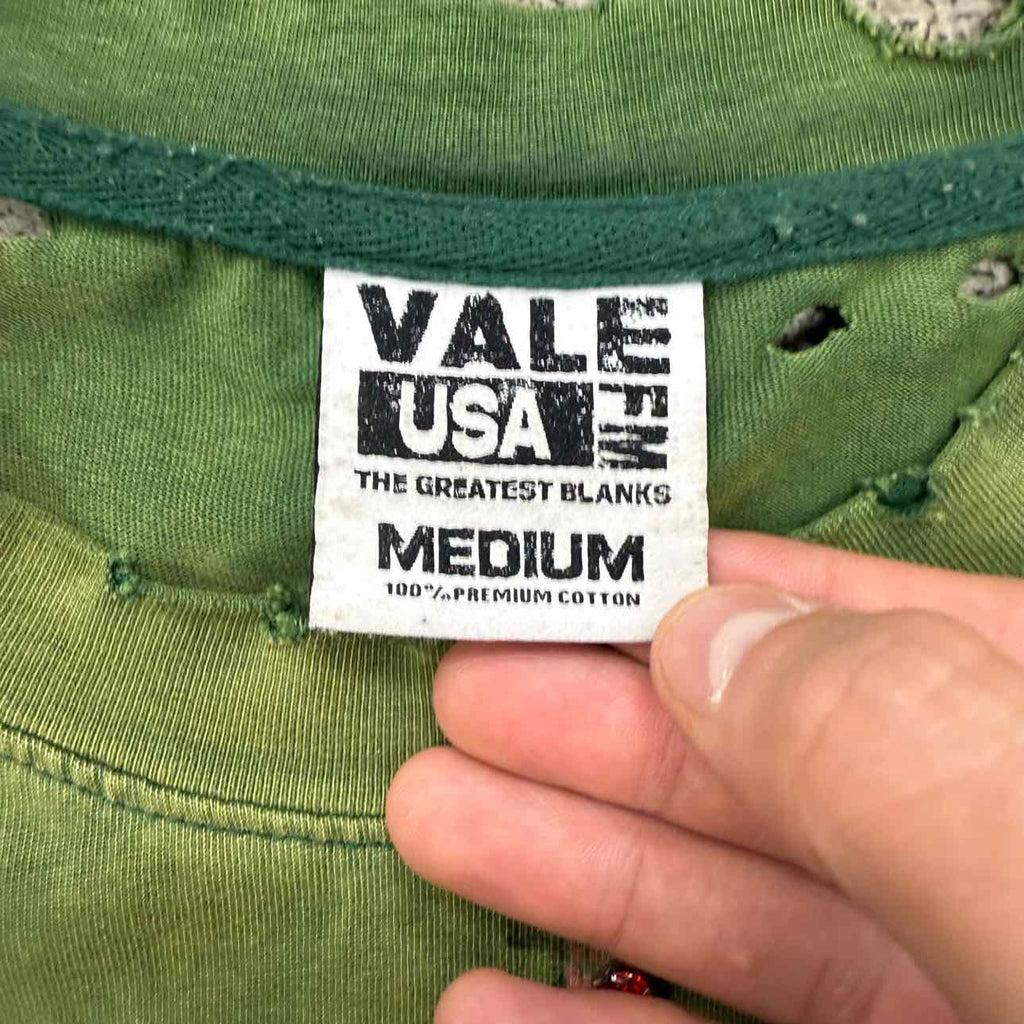 VALE
USA
THE GREATEST BLANKS
MEDIUM
100% PREMIUM COTTON